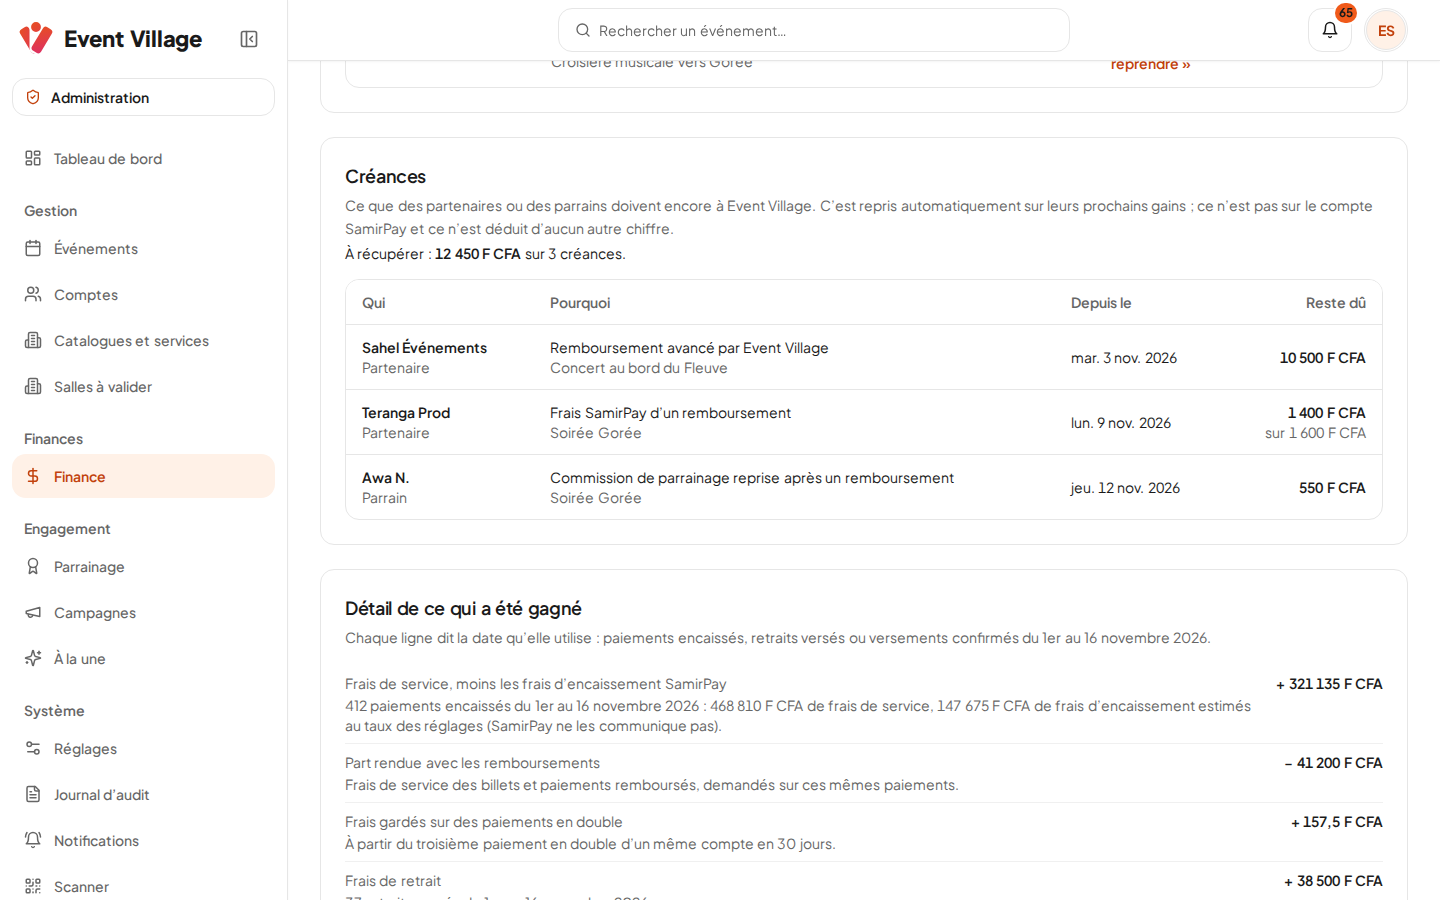 Event Village
Rechercher un événement…
65
ES
Administration
Tableau de bord
Gestion
Événements
Comptes
Catalogues et services
Salles à valider
Finances
Finance
Engagement
Parrainage
Campagnes
À la une
Système
Réglages
Journal d’audit
Notifications
Scanner
Croisière musicale vers Gorée
reprendre »
Créances
Ce que des partenaires ou des parrains doivent encore à Event Village. C’est repris automatiquement sur leurs prochains gains ; ce n’est pas sur le compte
SamirPay et ce n’est déduit d’aucun autre chiffre.
À récupérer : 12 450 F CFA sur 3 créances.
Qui Pourquoi Depuis le Reste dû
Sahel Événements Remboursement avancé par Event Village mar. 3 nov. 2026 10 500 F CFA
Partenaire Concert au bord du Fleuve
Teranga Prod Frais SamirPay d’un remboursement lun. 9 nov. 2026 1 400 F CFA
Partenaire Soirée Gorée sur 1 600 F CFA
Awa N. Commission de parrainage reprise après un remboursement jeu. 12 nov. 2026 550 F CFA
Parrain Soirée Gorée
Détail de ce qui a été gagné
Chaque ligne dit la date qu’elle utilise : paiements encaissés, retraits versés ou versements confirmés du 1er au 16 novembre 2026.
Frais de service, moins les frais d’encaissement SamirPay + 321 135 F CFA
412 paiements encaissés du 1er au 16 novembre 2026 : 468 810 F CFA de frais de service, 147 675 F CFA de frais d’encaissement estimés
au taux des réglages (SamirPay ne les communique pas).
Part rendue avec les remboursements − 41 200 F CFA
Frais de service des billets et paiements remboursés, demandés sur ces mêmes paiements.
Frais gardés sur des paiements en double + 157,5 F CFA
À partir du troisième paiement en double d’un même compte en 30 jours.
Frais de retrait + 38 500 F CFA